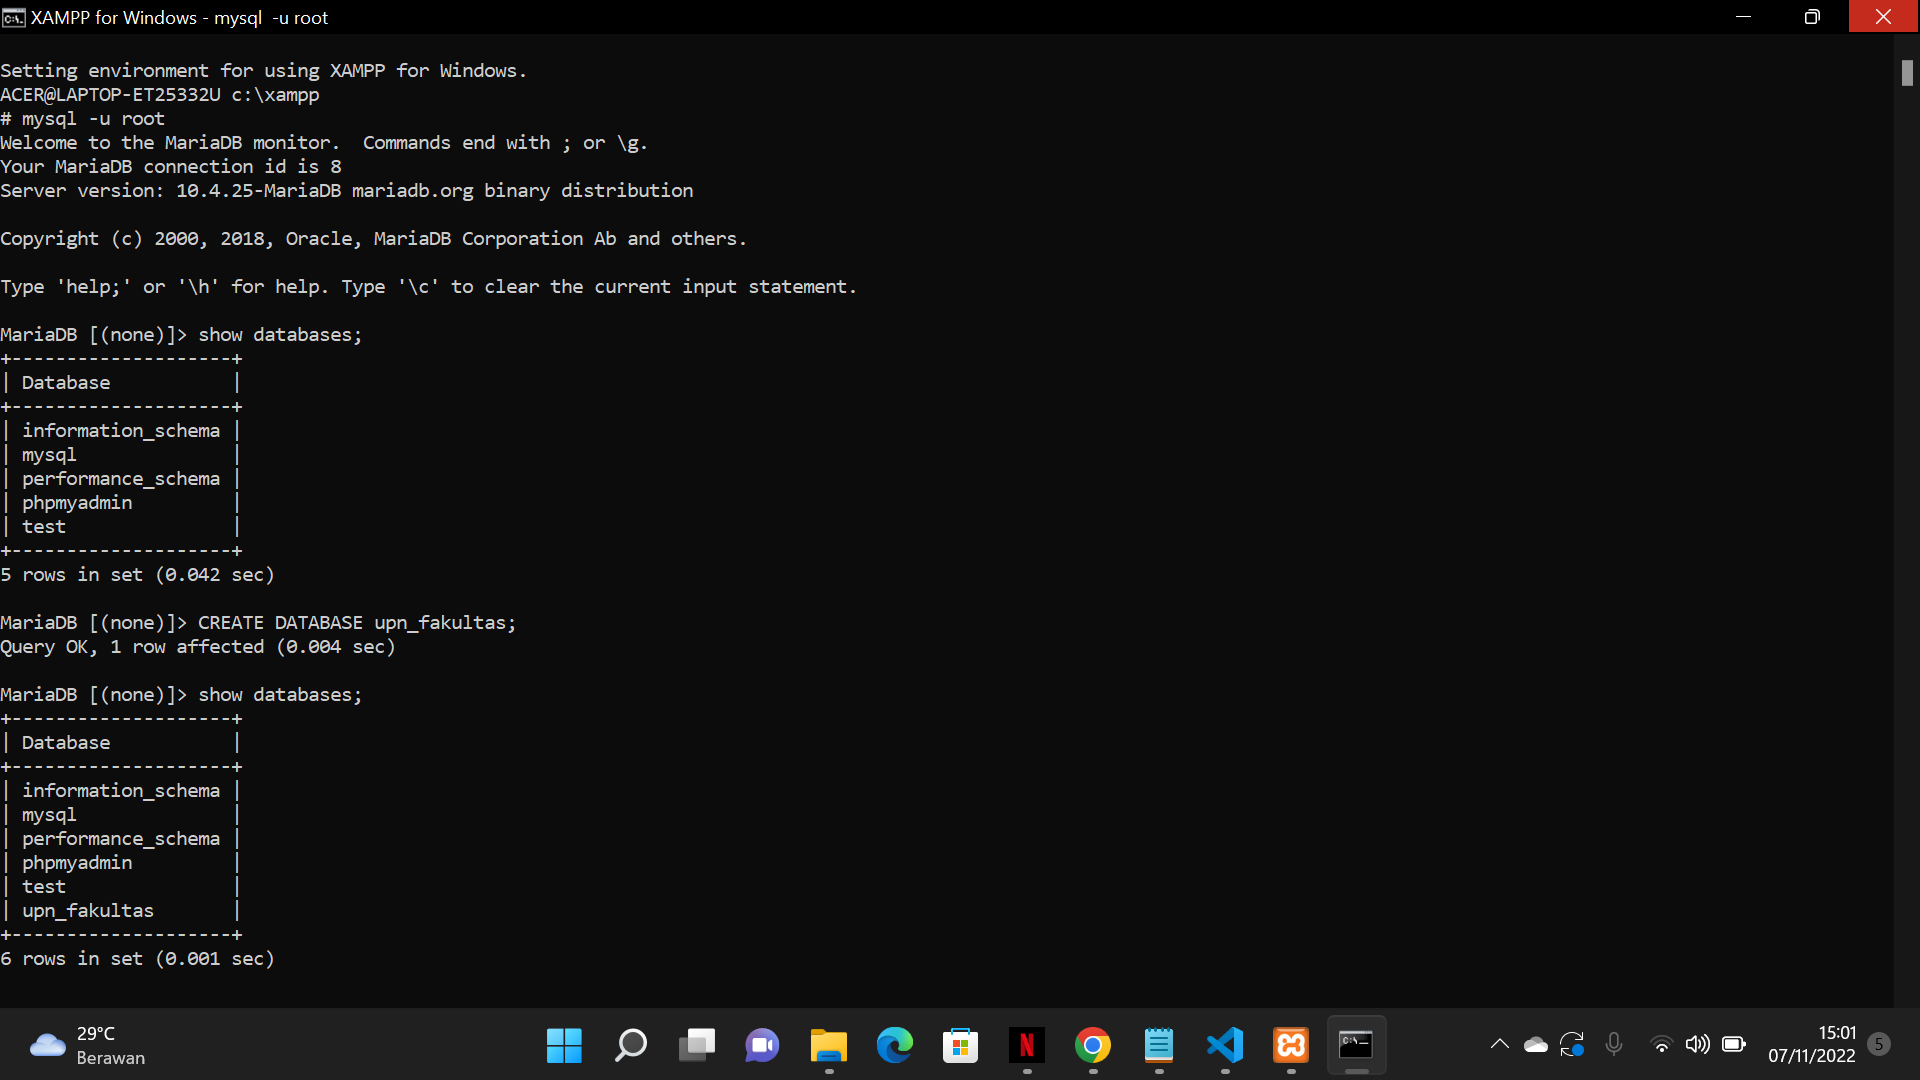 XAMPP for Windows - mysql  -u root
Setting environment for using XAMPP for Windows.
ACER@LAPTOP-ET25332U c:\xampp
# mysql -u root
Welcome to the MariaDB monitor.  Commands end with ; or \g.
Your MariaDB connection id is 8
Server version: 10.4.25-MariaDB mariadb.org binary distribution
Copyright (c) 2000, 2018, Oracle, MariaDB Corporation Ab and others.
Type 'help;' or '\h' for help. Type '\c' to clear the current input statement.
MariaDB [(none)]> show databases;
+--------------------+
| Database           |
+--------------------+
| information_schema |
| mysql              |
| performance_schema |
| phpmyadmin         |
| test               |
+--------------------+
5 rows in set (0.042 sec)
MariaDB [(none)]> CREATE DATABASE upn_fakultas;
Query OK, 1 row affected (0.004 sec)
MariaDB [(none)]> show databases;
+--------------------+
| Database           |
+--------------------+
| information_schema |
| mysql              |
| performance_schema |
| phpmyadmin         |
| test               |
| upn_fakultas       |
+--------------------+
6 rows in set (0.001 sec)
29°C
Berawan
15:01
07/11/2022
5